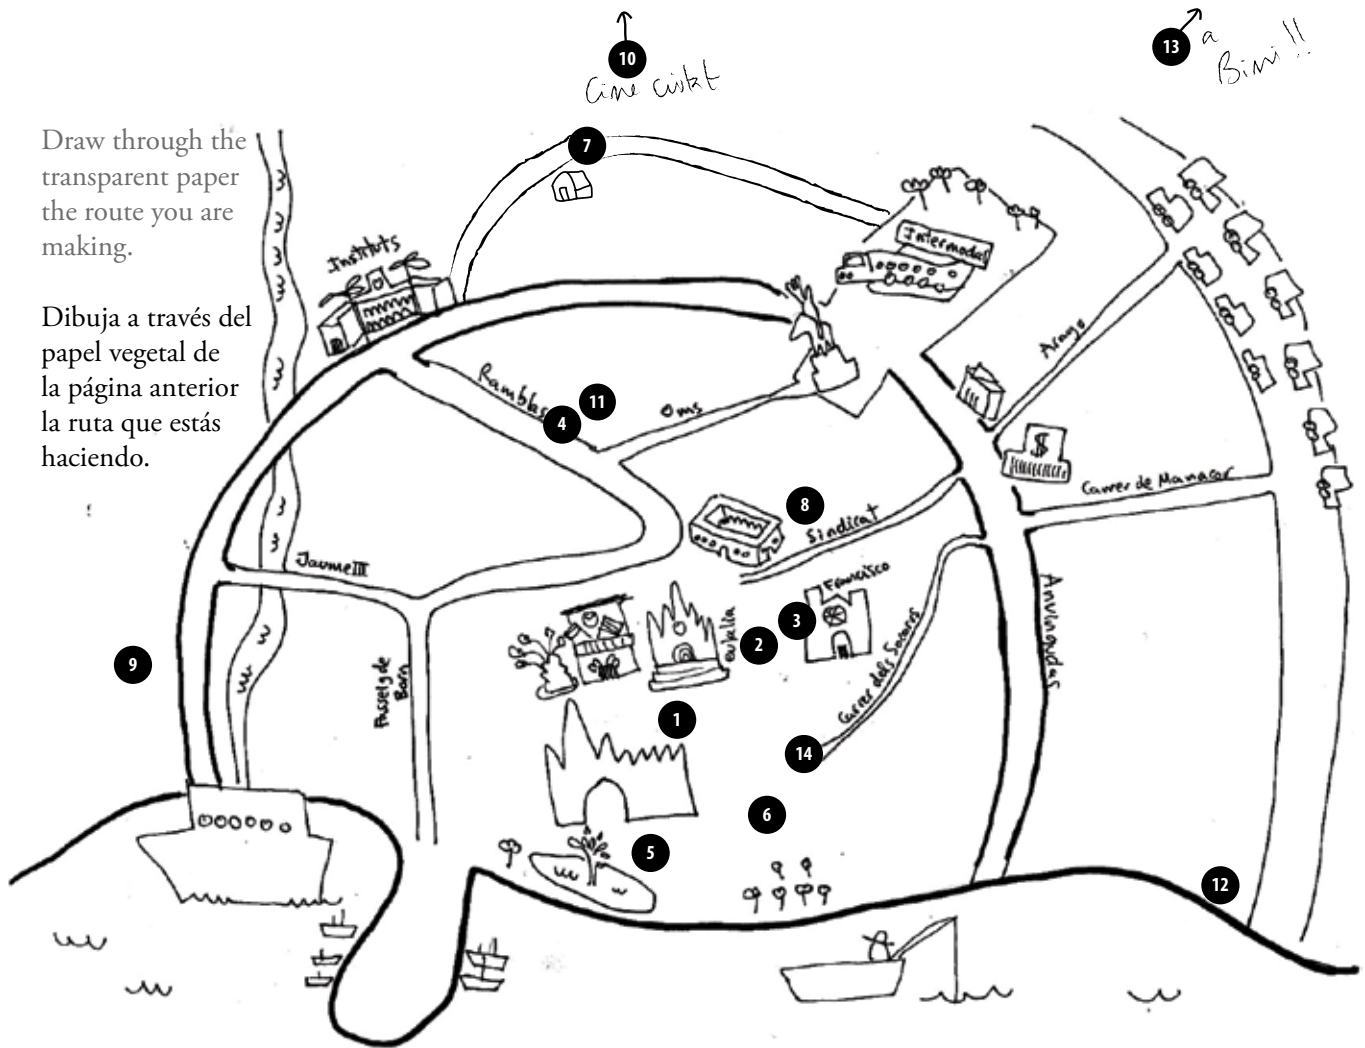 10
Cine ciutat
13
a
Bini!!
Draw through the
transparent paper
the route you are
making.
Dibuja a través del
papel vegetal de
la página anterior
la ruta que estás
haciendo.
7
Instituts
Intermodal
Ramblas
4
11
Oms
Arago
$
Carrer de Manacor
8
Sindicat
Jaume III
Francisco
eulalia
2
3
9
Passeig de
Born
Carrer dels Socors
Anvingudas
1
14
6
5
12